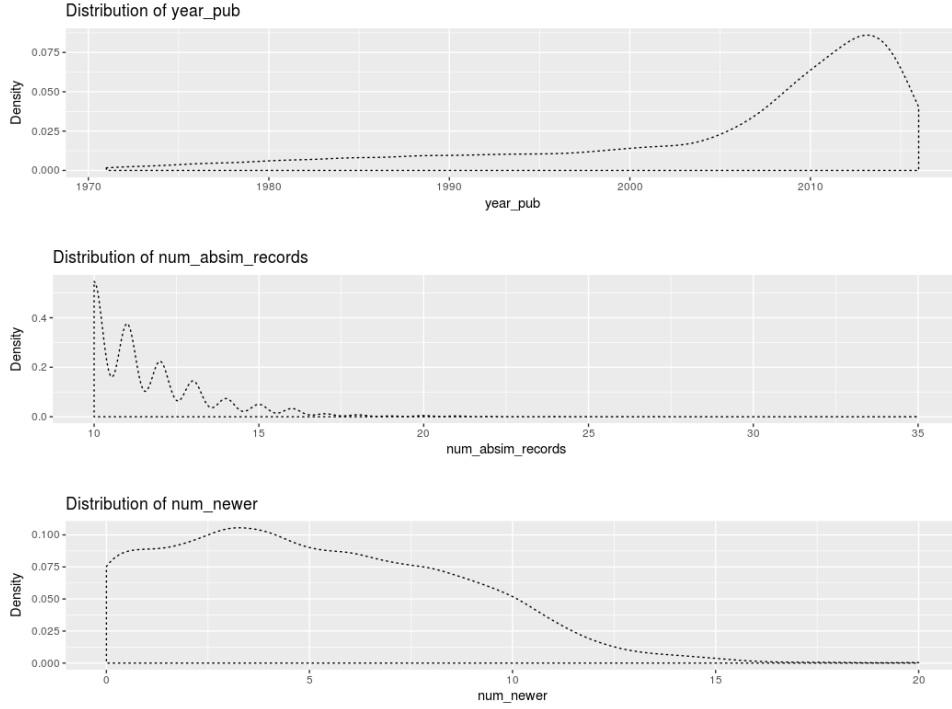 Distribution of year_pub
0.075
0.050
0.025
0.000
Density
1970 1980 1990 2000 2010
year_pub
Distribution of num_absim_records
0.4
0.2
0.0
Density
10 15 20 25 30 35
num_absim_records
Distribution of num_newer
0.100
0.075
0.050
0.025
0.000
Density
0 5 10 15 20
num_newer